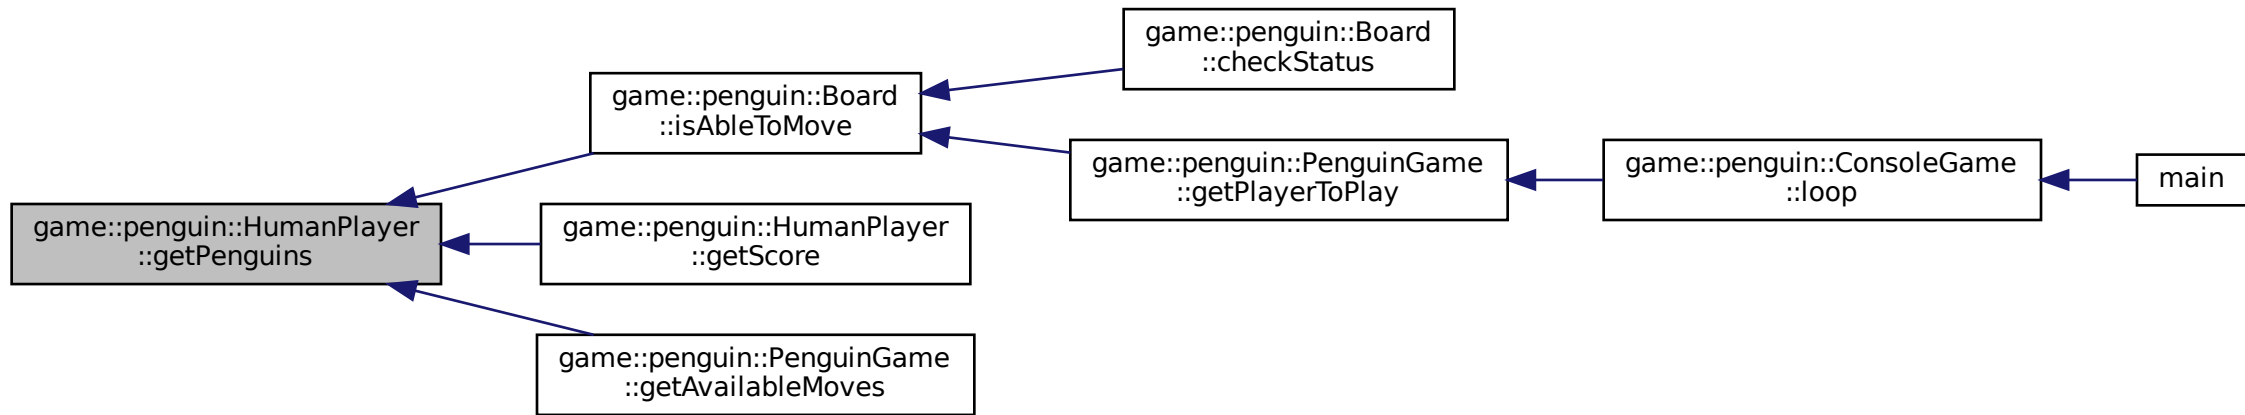 game::penguin::HumanPlayer
::getPenguins
game::penguin::Board
::isAbleToMove
game::penguin::Board
::checkStatus
game::penguin::PenguinGame
::getPlayerToPlay
game::penguin::ConsoleGame
::loop
main
game::penguin::HumanPlayer
::getScore
game::penguin::PenguinGame
::getAvailableMoves